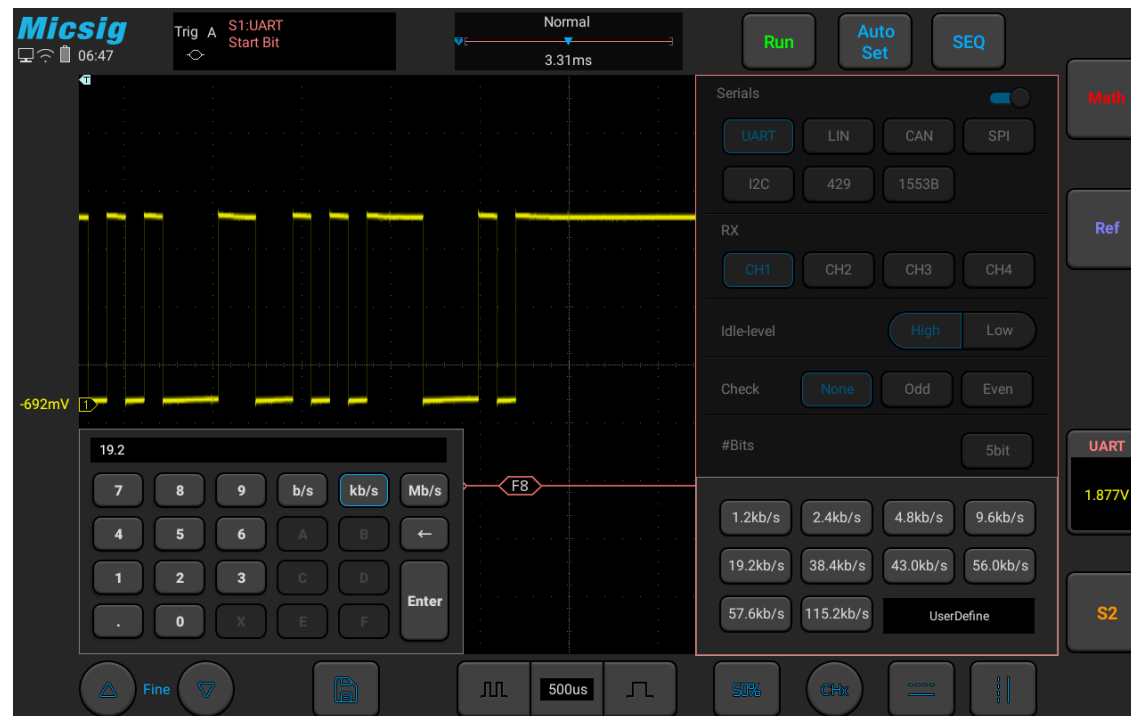 Micsig
06:47
Trig A S1:UART
Start Bit
Normal
3.31ms
Run
Auto
Set
SEQ
T
Serials
UART LIN CAN SPI
I2C 429 1553B
RX
CH1 CH2 CH3 CH4
Idle-level High Low
Check None Odd Even
#Bits 5bit
Math
Ref
UART
1.877V
S2
-692mV 1
19.2
7 8 9 b/s kb/s Mb/s
4 5 6 A B ←
1 2 3 C D
Enter
. 0 X E F
F8
1.2kb/s 2.4kb/s 4.8kb/s 9.6kb/s
19.2kb/s 38.4kb/s 43.0kb/s 56.0kb/s
57.6kb/s 115.2kb/s UserDefine
Fine
500us
50%
CHx